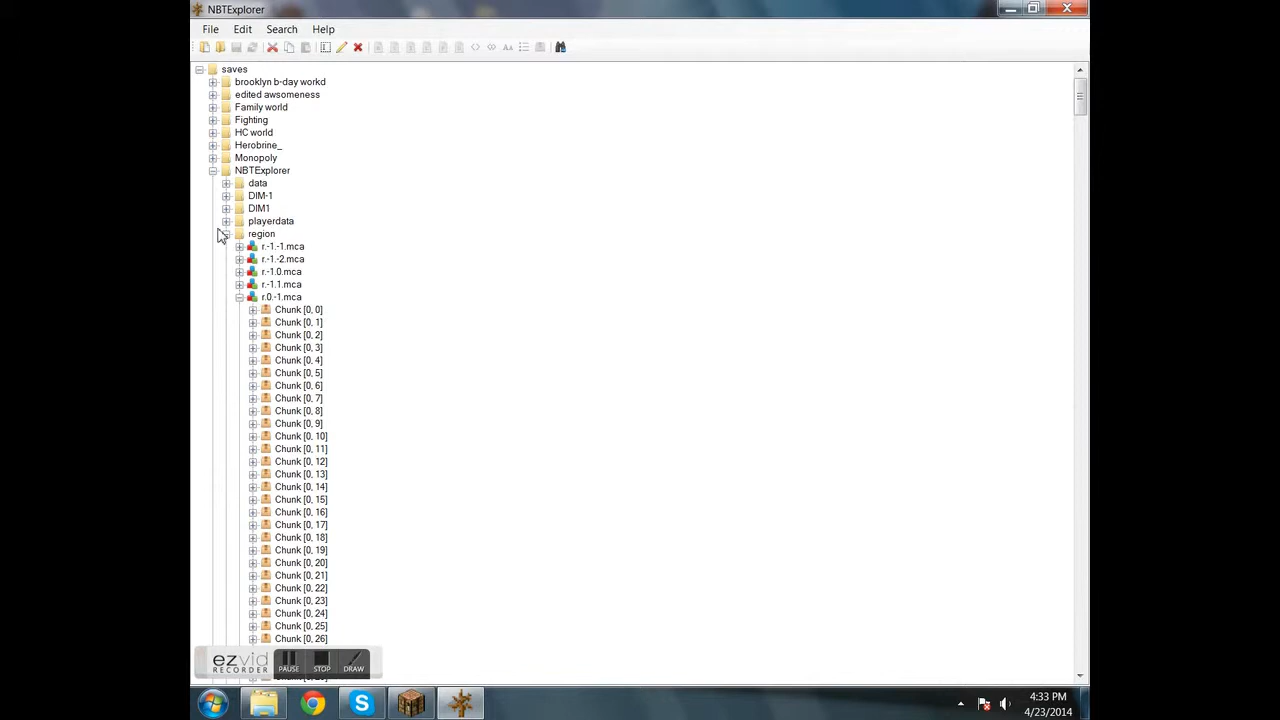 NBTExplorer
File Edit Search Help
saves
brooklyn b-day workd
edited awsomeness
Family world
Fighting
HC world
Herobrine_
Monopoly
NBTExplorer
data
DIM-1
DIM1
playerdata
region
r.-1.-1.mca
r.-1.-2.mca
r.-1.0.mca
r.-1.1.mca
r.0.-1.mca
Chunk [0, 0]
Chunk [0, 1]
Chunk [0, 2]
Chunk [0, 3]
Chunk [0, 4]
Chunk [0, 5]
Chunk [0, 6]
Chunk [0, 7]
Chunk [0, 8]
Chunk [0, 9]
Chunk [0, 10]
Chunk [0, 11]
Chunk [0, 12]
Chunk [0, 13]
Chunk [0, 14]
Chunk [0, 15]
Chunk [0, 16]
Chunk [0, 17]
Chunk [0, 18]
Chunk [0, 19]
Chunk [0, 20]
Chunk [0, 21]
Chunk [0, 22]
Chunk [0, 23]
Chunk [0, 24]
Chunk [0, 25]
Chunk [0, 26]
ezvid
RECORDER
PAUSE STOP DRAW
4:33 PM
4/23/2014